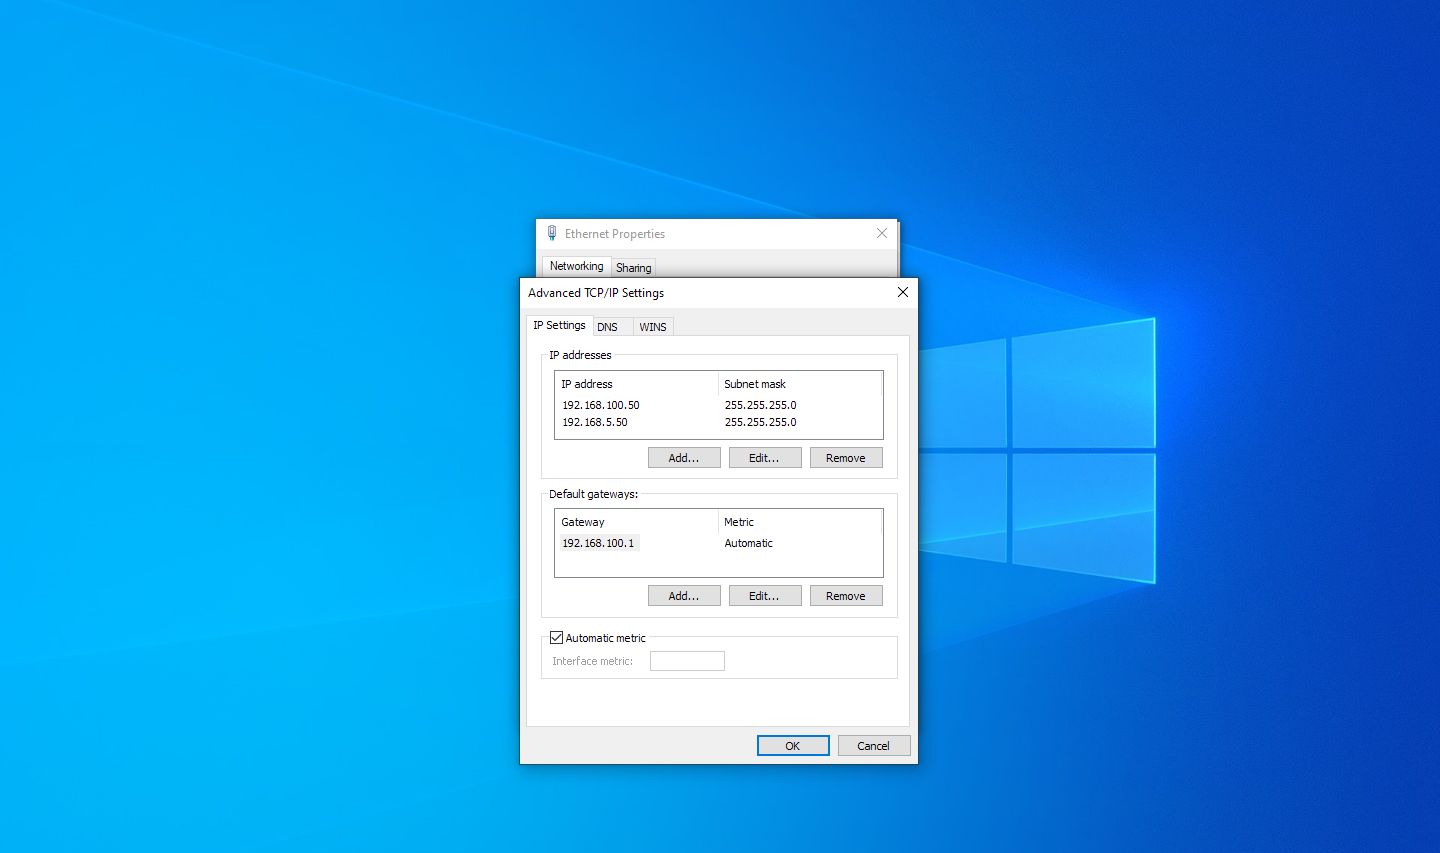 Ethernet Properties
Networking Sharing
Advanced TCP/IP Settings
IP Settings DNS WINS
IP addresses
IP address Subnet mask
192.168.100.50 255.255.255.0
192.168.5.50 255.255.255.0
Add... Edit... Remove
Default gateways:
Gateway Metric
192.168.100.1 Automatic
Add... Edit... Remove
Automatic metric
Interface metric:
OK Cancel